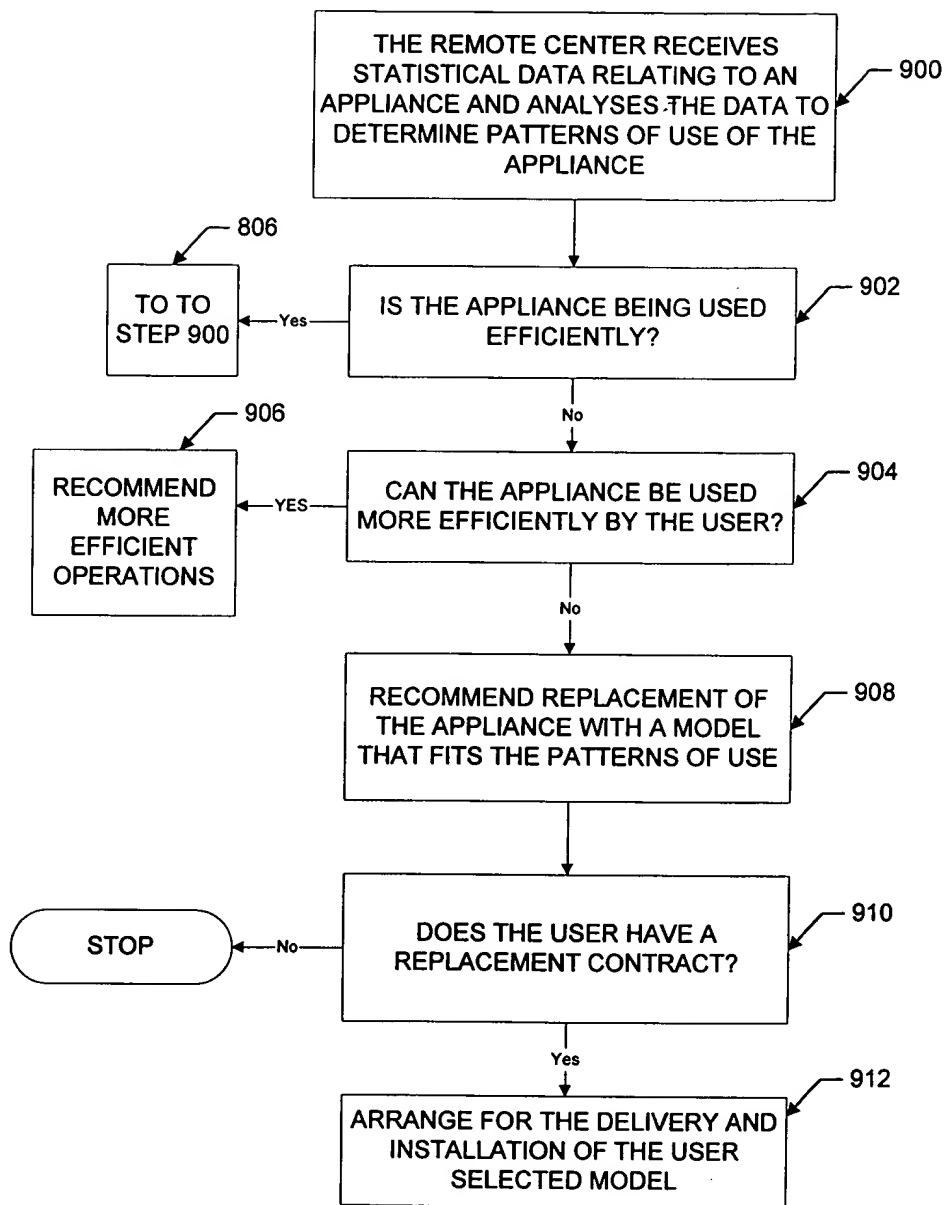 THE REMOTE CENTER RECEIVES
STATISTICAL DATA RELATING TO AN
APPLIANCE AND ANALYSES THE DATA TO
DETERMINE PATTERNS OF USE OF THE
APPLIANCE
900
806
TO TO
STEP 900
Yes
IS THE APPLIANCE BEING USED
EFFICIENTLY?
902
No
906
RECOMMEND
MORE
EFFICIENT
OPERATIONS
YES
CAN THE APPLIANCE BE USED
MORE EFFICIENTLY BY THE USER?
904
No
RECOMMEND REPLACEMENT OF
THE APPLIANCE WITH A MODEL
THAT FITS THE PATTERNS OF USE
908
STOP
No
DOES THE USER HAVE A
REPLACEMENT CONTRACT?
910
Yes
912
ARRANGE FOR THE DELIVERY AND
INSTALLATION OF THE USER
SELECTED MODEL